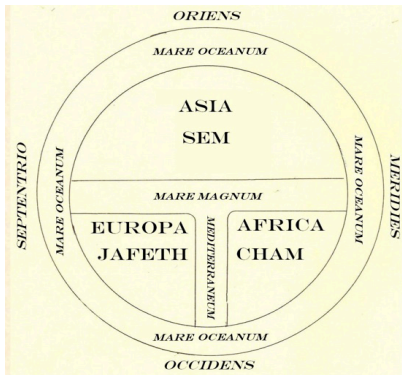 ORIENS
MARE OCEANUM
ASIA
SEM
SEPTENTRIO
MARE OCEANUM
MARE OCEANUM
MERIDIES
MARE MAGNUM
EUROPA
JAFETH
MEDITERRANEUM
AFRICA
CHAM
MARE OCEANUM
OCCIDENS